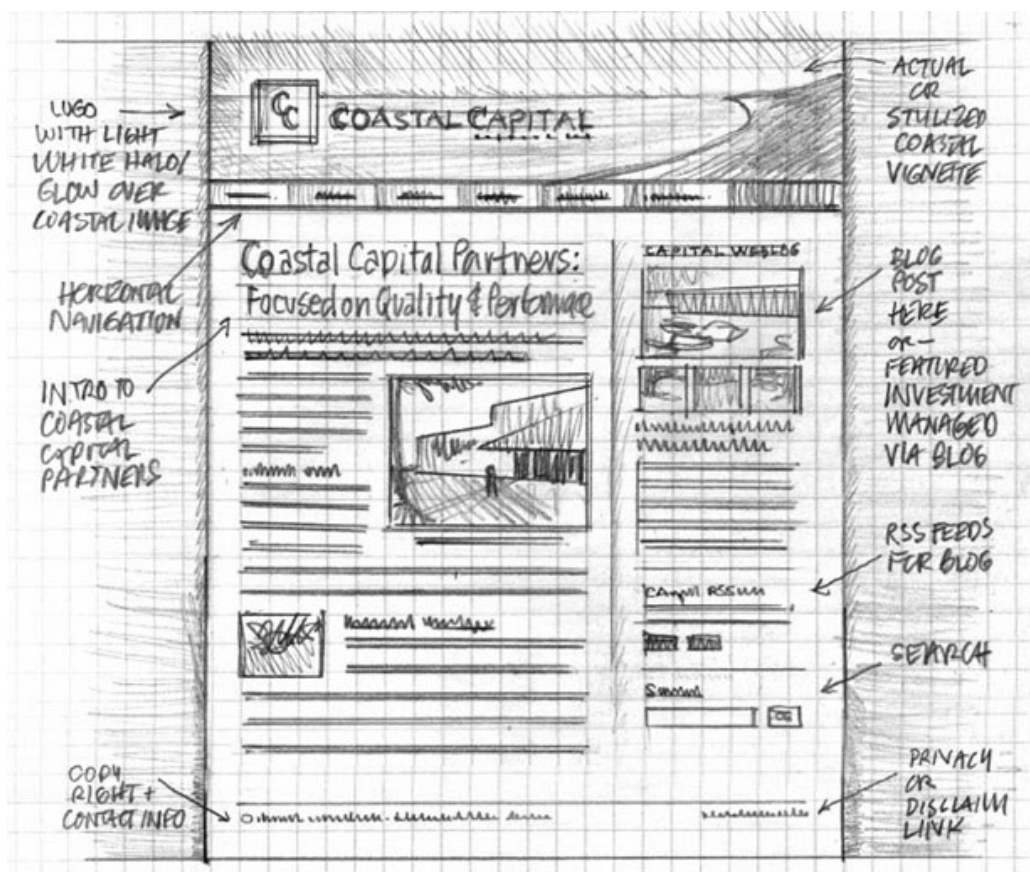 CC
COASTAL CAPITAL
LOGO
WITH LIGHT
WHITE HALO/
GLOW OVER
COASTAL IMAGE
HORIZONTAL
NAVIGATION
INTRO TO
COASTAL
CAPITAL
PARTNERS
COPY
RIGHT +
CONTACT INFO
Coastal Capital Partners:
Focused on Quality & Performance
CAPITAL WEBLOG
RSS
ACTUAL
OR
STYLIZED
COASTAL
VIGNETTE
BLOG
POST
HERE
OR—
FEATURED
INVESTMENT
MANAGED
VIA BLOG
RSS FEEDS
FOR BLOG
SEARCH
PRIVACY
OR
DISCLAIM
LINK